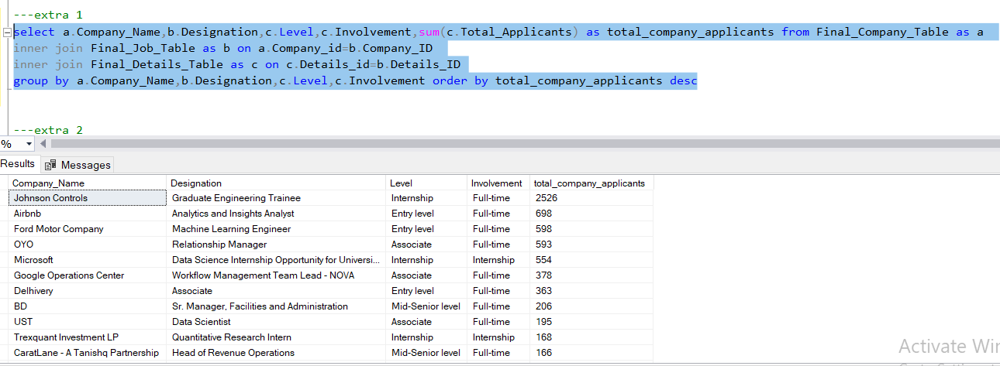 ---extra 1
select a.Company_Name,b.Designation,c.Level,c.Involvement,sum(c.Total_Applicants) as total_company_applicants from Final_Company_Table as a
inner join Final_Job_Table as b on a.Company_id=b.Company_ID
inner join Final_Details_Table as c on c.Details_id=b.Details_ID
group by a.Company_Name,b.Designation,c.Level,c.Involvement order by total_company_applicants desc
---extra 2
%
Results Messages
Company_Name Designation Level Involvement total_company_applicants
Johnson Controls Graduate Engineering Trainee Internship Full-time 2526
Airbnb Analytics and Insights Analyst Entry level Full-time 698
Ford Motor Company Machine Learning Engineer Entry level Full-time 598
OYO Relationship Manager Associate Full-time 593
Microsoft Data Science Internship Opportunity for Universi... Internship Internship 554
Google Operations Center Workflow Management Team Lead - NOVA Associate Full-time 378
Delhivery Associate Entry level Full-time 363
BD Sr. Manager, Facilities and Administration Mid-Senior level Full-time 206
UST Data Scientist Associate Full-time 195
Trexquant Investment LP Quantitative Research Intern Internship Internship 168
CaratLane - A Tanishq Partnership Head of Revenue Operations Mid-Senior level Full-time 166
Activate Win